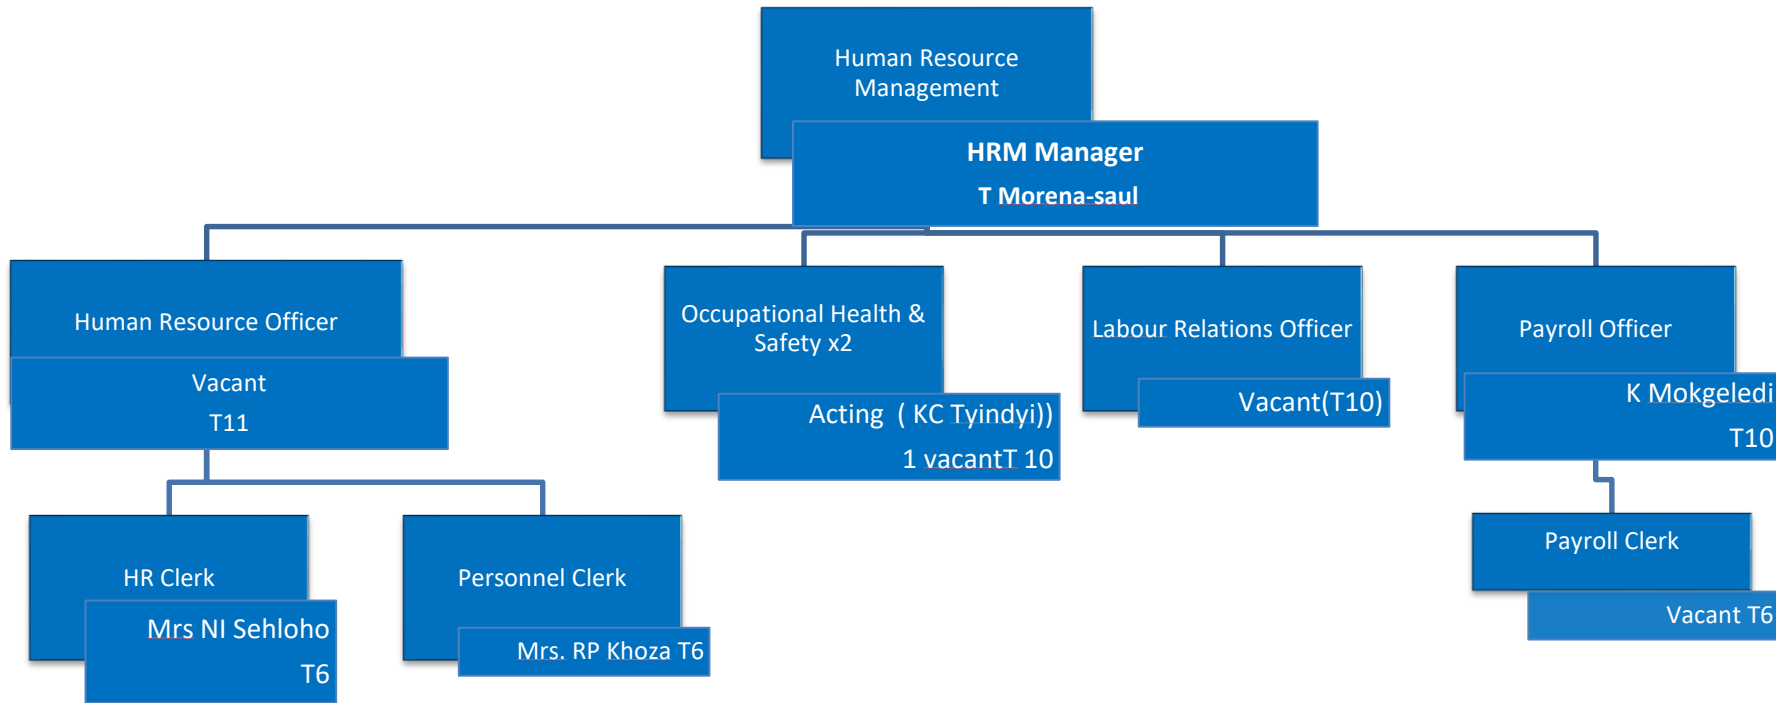 Human Resource
Management
HRM Manager
T Morena-saul
Human Resource Officer
Vacant
T11
Occupational Health &
Safety x2
Acting  ( KC Tyindyi))
1 vacantT 10
Labour Relations Officer
Vacant(T10)
Payroll Officer
K Mokgeledi
T10
HR Clerk
Mrs NI Sehloho
T6
Personnel Clerk
Mrs. RP Khoza T6
Payroll Clerk
Vacant T6